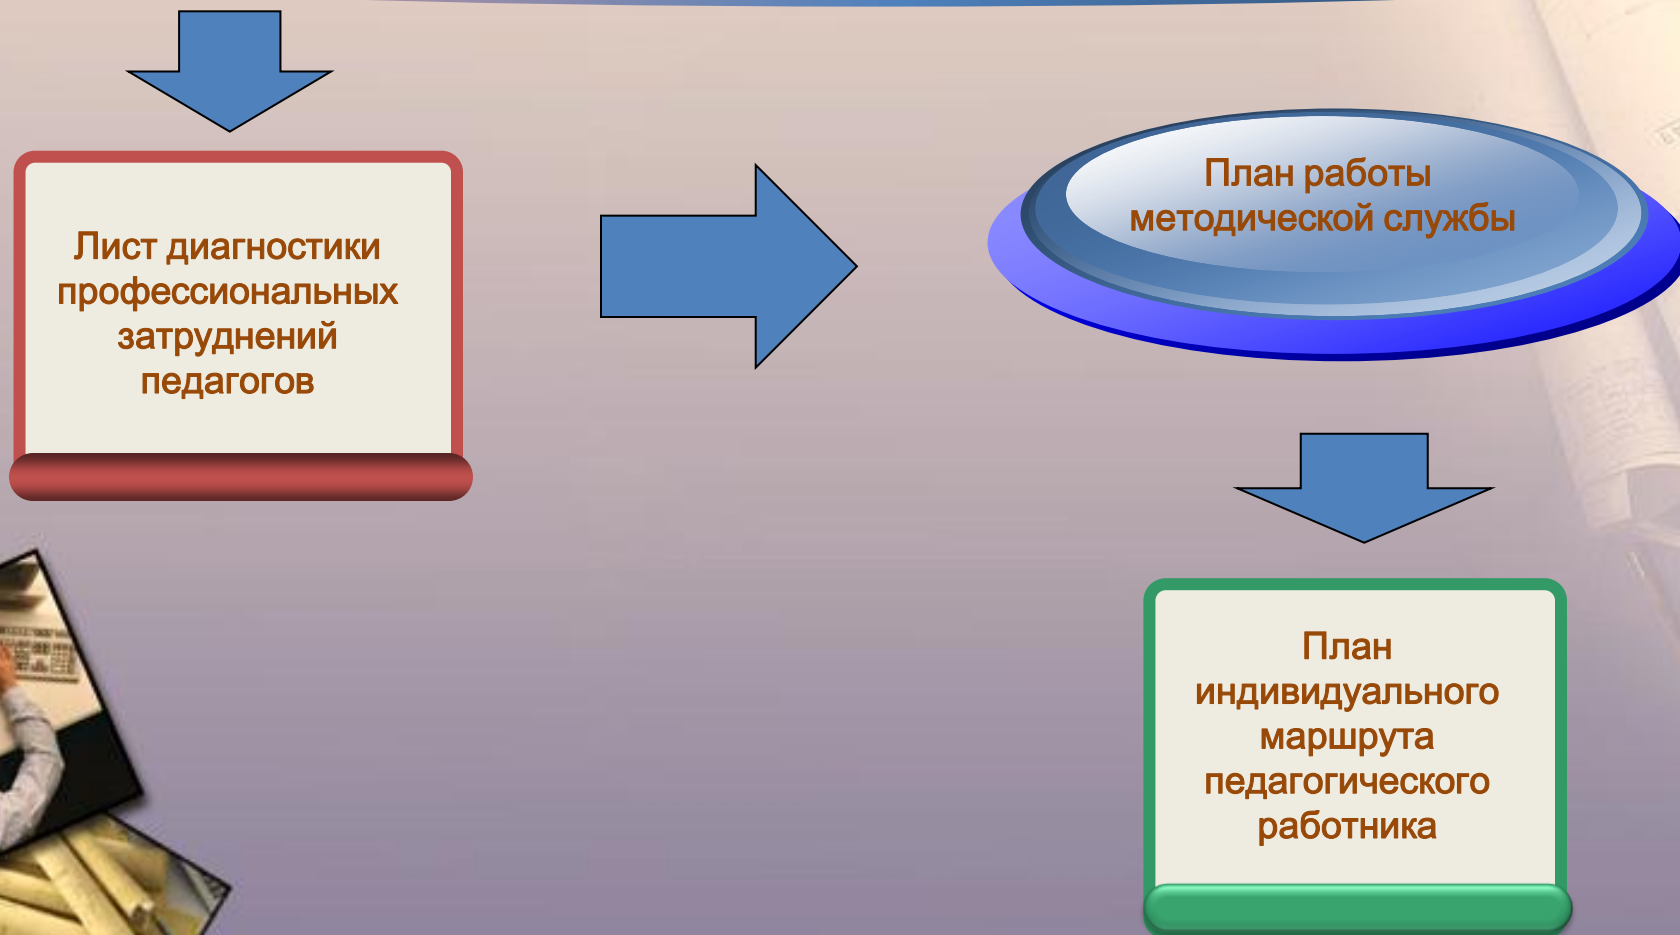 Лист диагностики
профессиональных
затруднений
педагогов
План работы
методической службы
План
индивидуального
маршрута
педагогического
работника